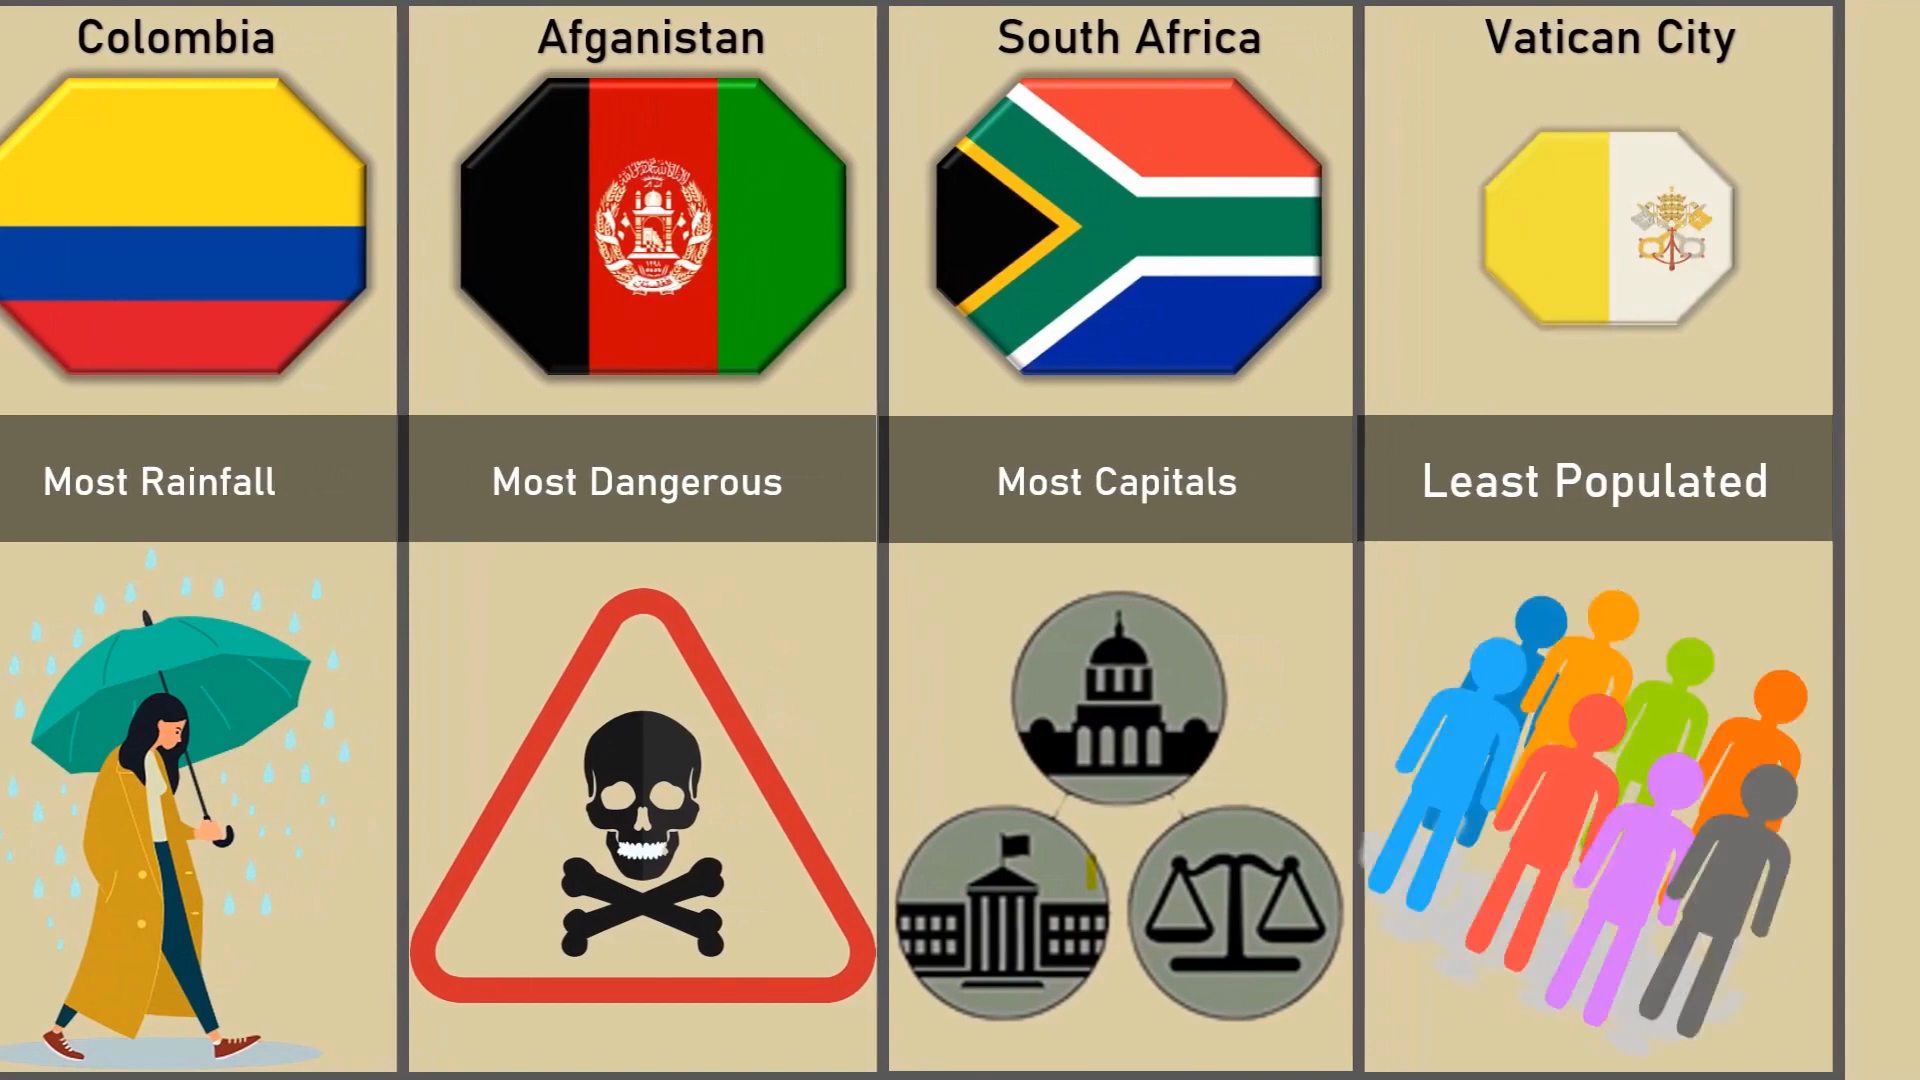 Colombia
Afganistan
South Africa
Vatican City
Most Rainfall
Most Dangerous
Most Capitals
Least Populated